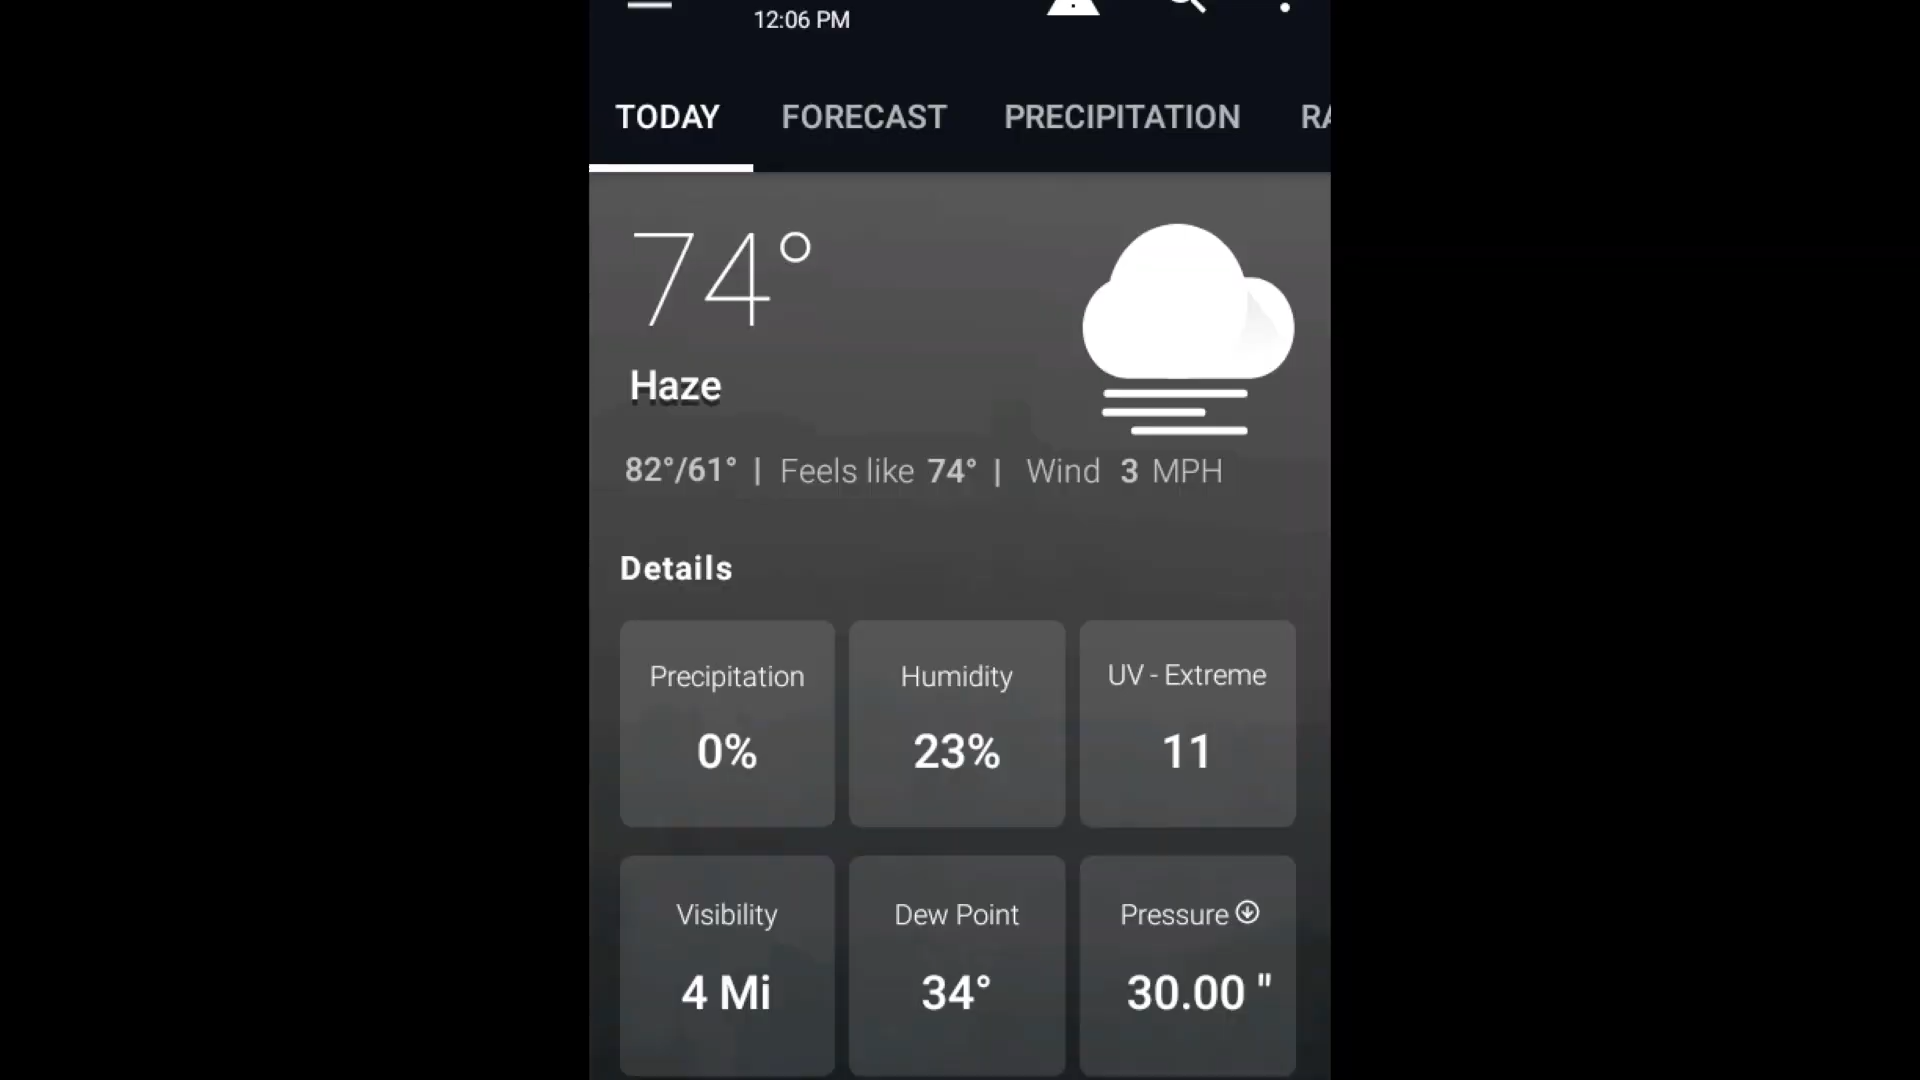 12:06 PM
TODAY FORECAST PRECIPITATION RA
74°
Haze
82°/61° | Feels like 74° | Wind 3 MPH
Details
Precipitation Humidity UV - Extreme
0% 23% 11
Visibility Dew Point Pressure
4 Mi 34° 30.00 "